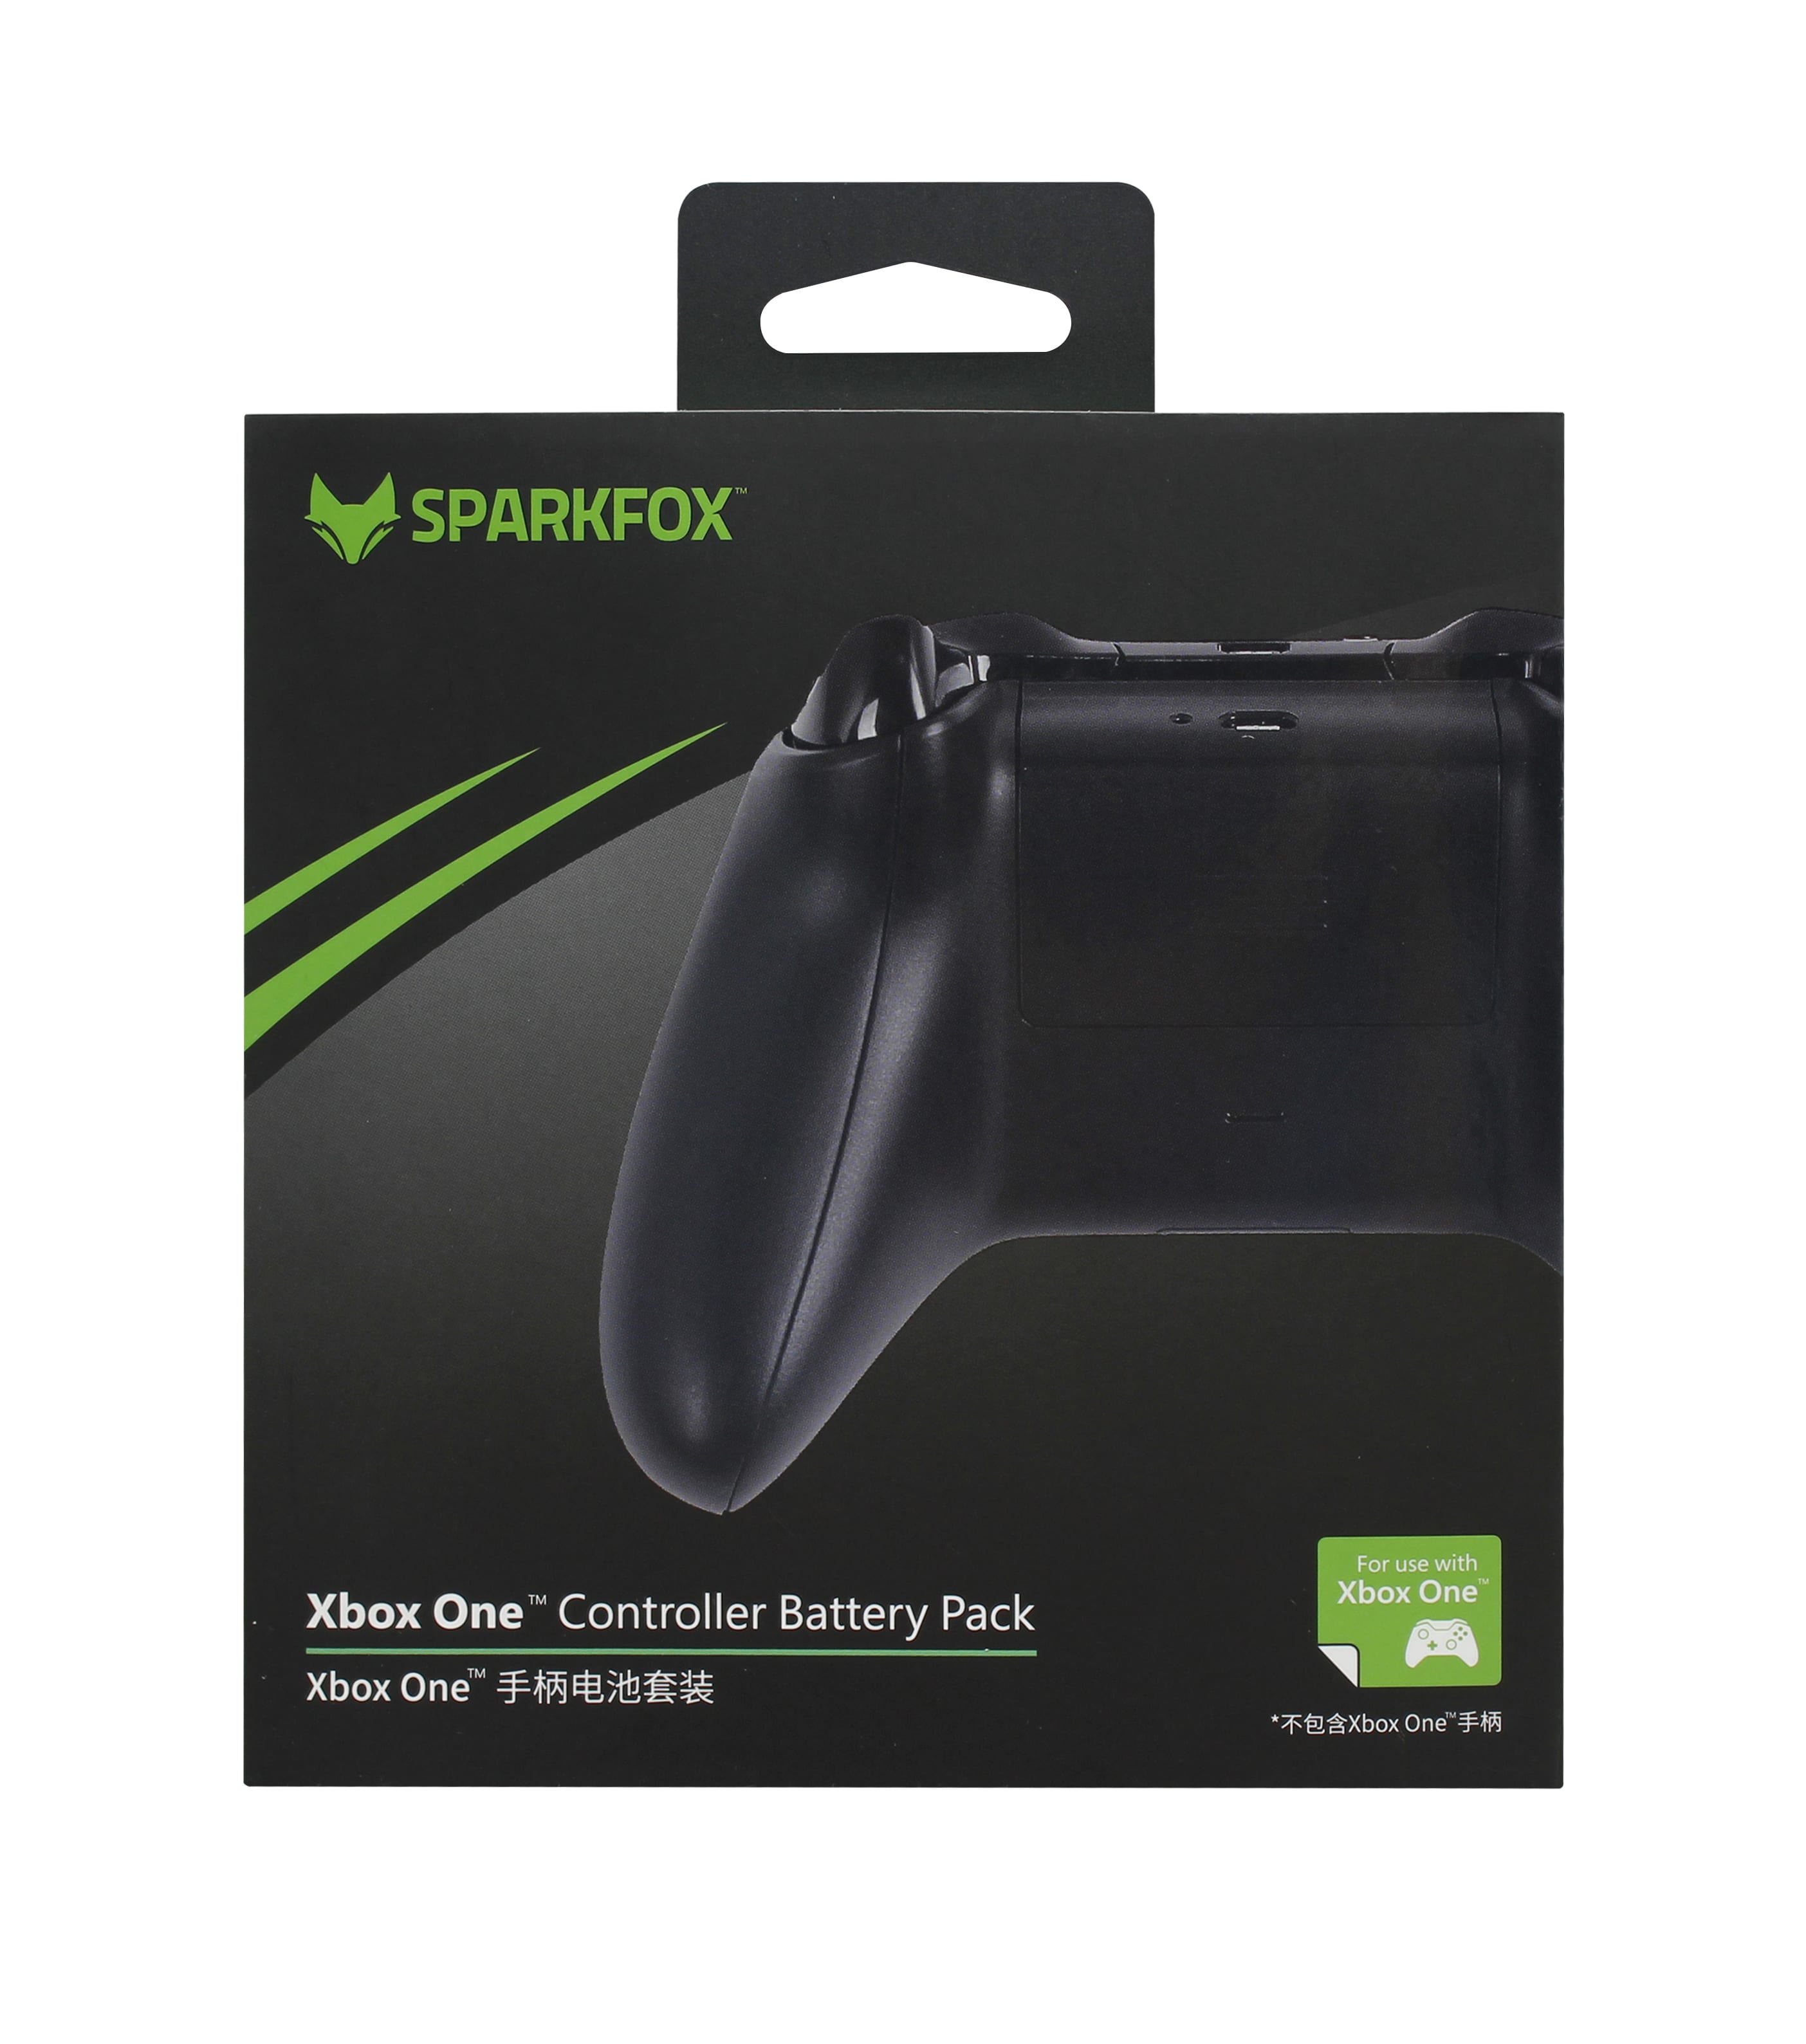 SPARKFOX™
Xbox One™ Controller Battery Pack
Xbox One™ 手柄电池套装
For use with
Xbox One™
*不包含Xbox One™手柄